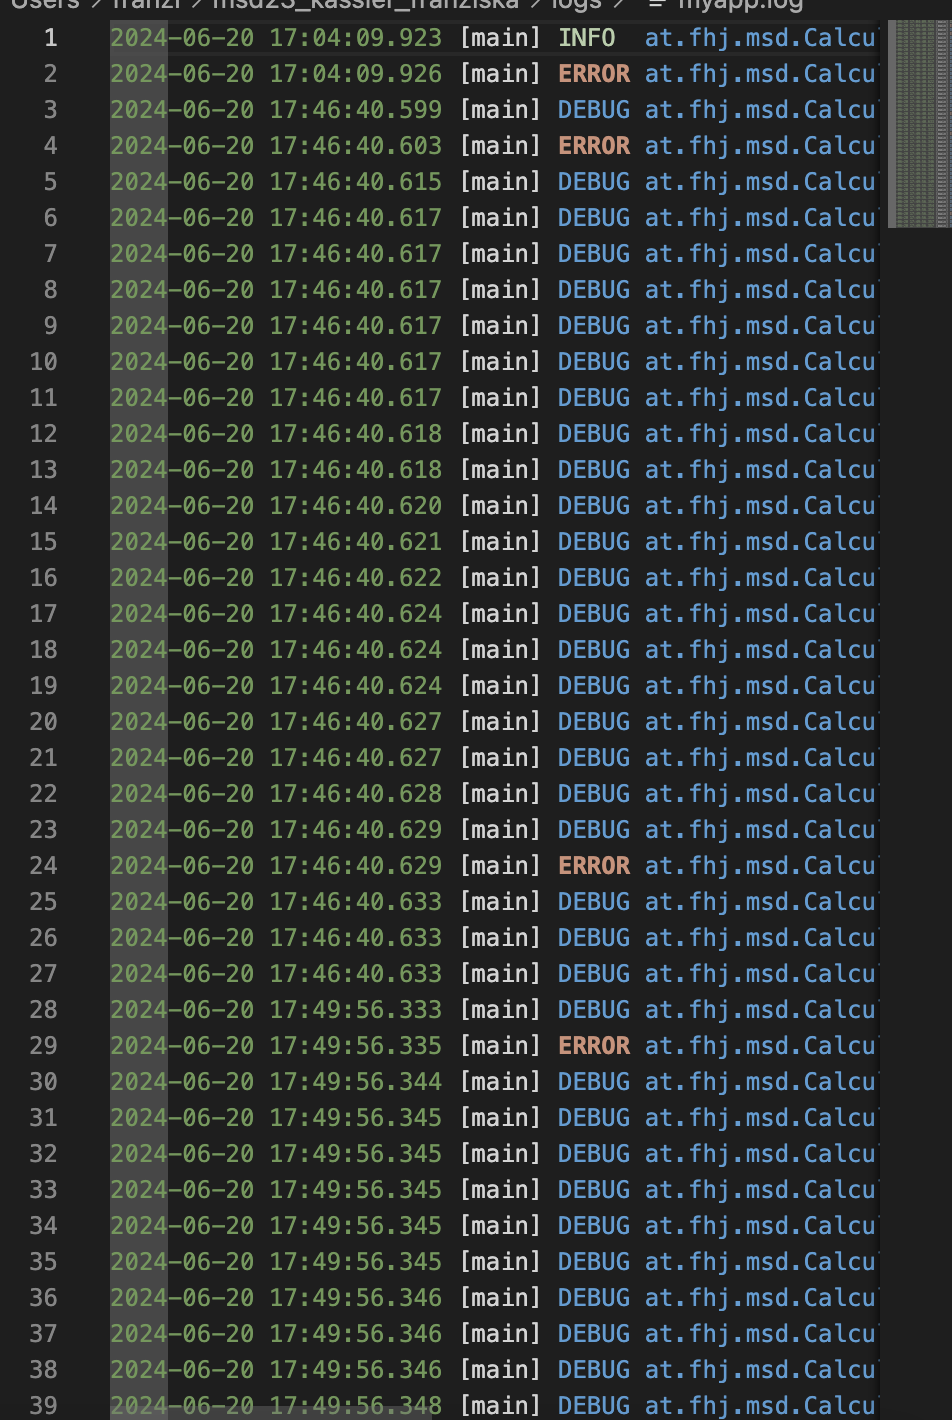 Users > franzi > msd23_kassler_franziska > logs > myapp.log
1 2024-06-20 17:04:09.923 [main] INFO at.fhj.msd.Calcu
2 2024-06-20 17:04:09.926 [main] ERROR at.fhj.msd.Calcu
3 2024-06-20 17:46:40.599 [main] DEBUG at.fhj.msd.Calcu
4 2024-06-20 17:46:40.603 [main] ERROR at.fhj.msd.Calcu
5 2024-06-20 17:46:40.615 [main] DEBUG at.fhj.msd.Calcu
6 2024-06-20 17:46:40.617 [main] DEBUG at.fhj.msd.Calcu
7 2024-06-20 17:46:40.617 [main] DEBUG at.fhj.msd.Calcu
8 2024-06-20 17:46:40.617 [main] DEBUG at.fhj.msd.Calcu
9 2024-06-20 17:46:40.617 [main] DEBUG at.fhj.msd.Calcu
10 2024-06-20 17:46:40.617 [main] DEBUG at.fhj.msd.Calcu
11 2024-06-20 17:46:40.617 [main] DEBUG at.fhj.msd.Calcu
12 2024-06-20 17:46:40.618 [main] DEBUG at.fhj.msd.Calcu
13 2024-06-20 17:46:40.618 [main] DEBUG at.fhj.msd.Calcu
14 2024-06-20 17:46:40.620 [main] DEBUG at.fhj.msd.Calcu
15 2024-06-20 17:46:40.621 [main] DEBUG at.fhj.msd.Calcu
16 2024-06-20 17:46:40.622 [main] DEBUG at.fhj.msd.Calcu
17 2024-06-20 17:46:40.624 [main] DEBUG at.fhj.msd.Calcu
18 2024-06-20 17:46:40.624 [main] DEBUG at.fhj.msd.Calcu
19 2024-06-20 17:46:40.624 [main] DEBUG at.fhj.msd.Calcu
20 2024-06-20 17:46:40.627 [main] DEBUG at.fhj.msd.Calcu
21 2024-06-20 17:46:40.627 [main] DEBUG at.fhj.msd.Calcu
22 2024-06-20 17:46:40.628 [main] DEBUG at.fhj.msd.Calcu
23 2024-06-20 17:46:40.629 [main] DEBUG at.fhj.msd.Calcu
24 2024-06-20 17:46:40.629 [main] ERROR at.fhj.msd.Calcu
25 2024-06-20 17:46:40.633 [main] DEBUG at.fhj.msd.Calcu
26 2024-06-20 17:46:40.633 [main] DEBUG at.fhj.msd.Calcu
27 2024-06-20 17:46:40.633 [main] DEBUG at.fhj.msd.Calcu
28 2024-06-20 17:49:56.333 [main] DEBUG at.fhj.msd.Calcu
29 2024-06-20 17:49:56.335 [main] ERROR at.fhj.msd.Calcu
30 2024-06-20 17:49:56.344 [main] DEBUG at.fhj.msd.Calcu
31 2024-06-20 17:49:56.345 [main] DEBUG at.fhj.msd.Calcu
32 2024-06-20 17:49:56.345 [main] DEBUG at.fhj.msd.Calcu
33 2024-06-20 17:49:56.345 [main] DEBUG at.fhj.msd.Calcu
34 2024-06-20 17:49:56.345 [main] DEBUG at.fhj.msd.Calcu
35 2024-06-20 17:49:56.345 [main] DEBUG at.fhj.msd.Calcu
36 2024-06-20 17:49:56.346 [main] DEBUG at.fhj.msd.Calcu
37 2024-06-20 17:49:56.346 [main] DEBUG at.fhj.msd.Calcu
38 2024-06-20 17:49:56.346 [main] DEBUG at.fhj.msd.Calcu
39 2024-06-20 17:49:56.348 [main] DEBUG at.fhj.msd.Calcu